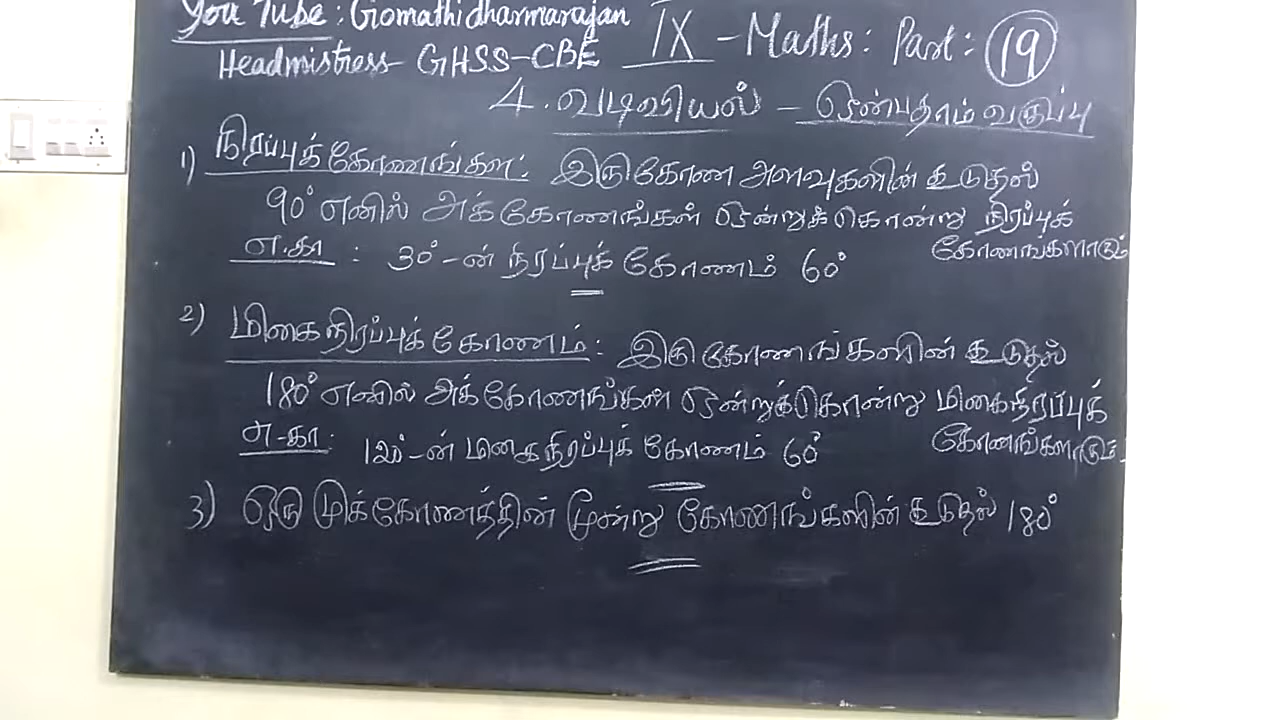 You Tube : Gomathidharmarajan
Headmistress - GHSS-CBE IX - Maths : Part : 19
4. வடிவியல் - ஒன்பதாம் வகுப்பு
1) நிரப்புக்கோணங்கள் : இருகோண அளவுகளின் கூடுதல்
90° எனில் அக்கோணங்கள் ஒன்றுக்கொன்று நிரப்புக்
கோணங்களாகும்
எ.கா : 30° -ன் நிரப்புக் கோணம் 60°
2) மிகைநிரப்புக் கோணம் : இரு கோணங்களின் கூடுதல்
180° எனில் அக்கோணங்கள் ஒன்றுக்கொன்று மிகைநிரப்புக்
கோணங்களாகும்.
எ.கா : 120° -ன் மிகைநிரப்புக் கோணம் 60°
3) ஒரு முக்கோணத்தின் மூன்று கோணங்களின் கூடுதல் 180°